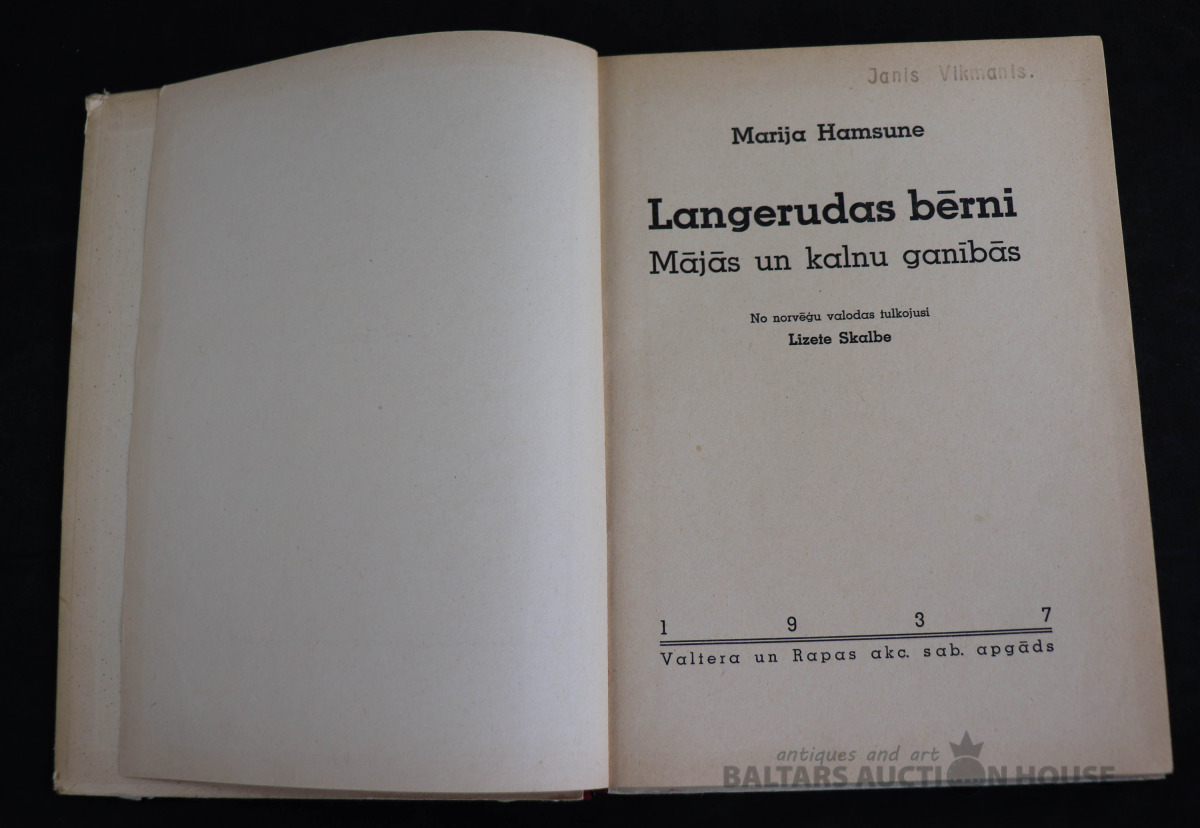 Janis Vikmanis.
Marija Hamsune
Langerudas bērni
Mājās un kalnu ganībās
No norvēģu valodas tulkojusi
Lizete Skalbe
1 9 3 7
Valtera un Rapas akc. sab. apgāds
antiques and art
BALTARS AUCTION HOUSE